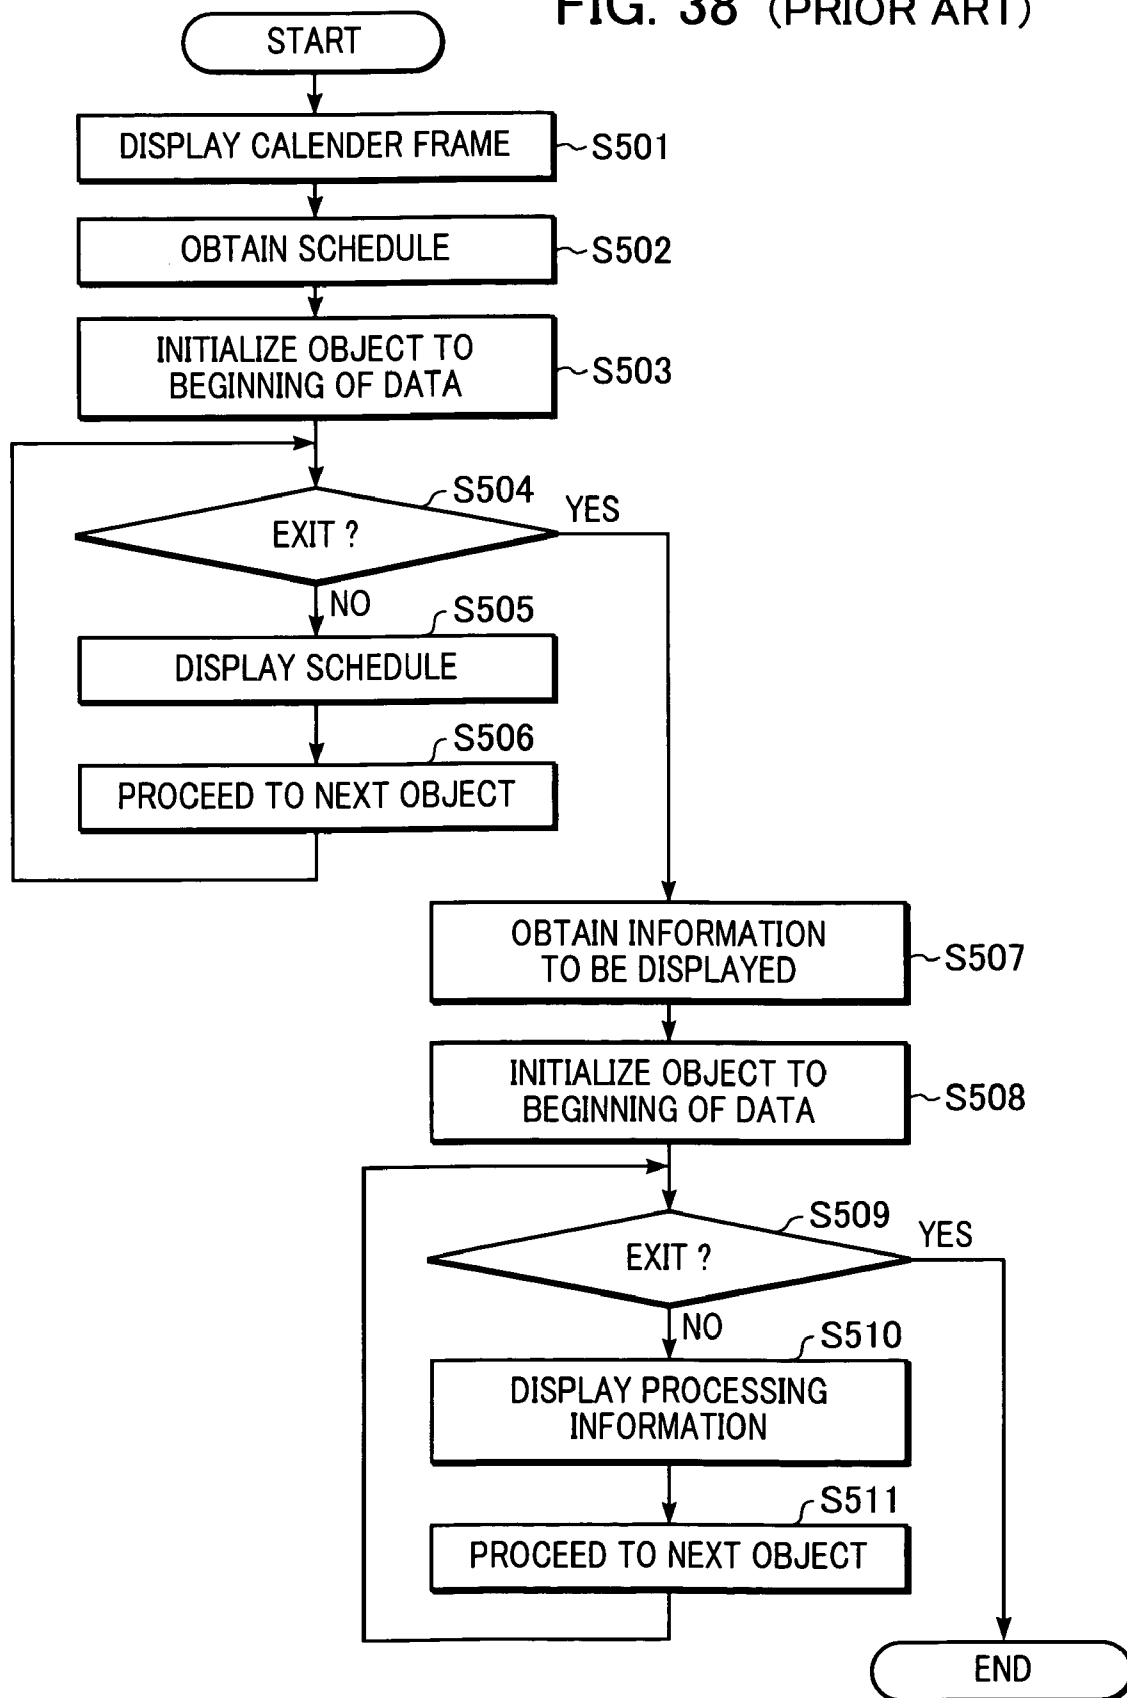 FIG. 38 (PRIOR ART)
START
DISPLAY CALENDER FRAME
S501
OBTAIN SCHEDULE
S502
INITIALIZE OBJECT TO
BEGINNING OF DATA
S503
S504
EXIT ?
YES
NO
S505
DISPLAY SCHEDULE
S506
PROCEED TO NEXT OBJECT
OBTAIN INFORMATION
TO BE DISPLAYED
S507
INITIALIZE OBJECT TO
BEGINNING OF DATA
S508
S509
EXIT ?
YES
NO
S510
DISPLAY PROCESSING
INFORMATION
S511
PROCEED TO NEXT OBJECT
END